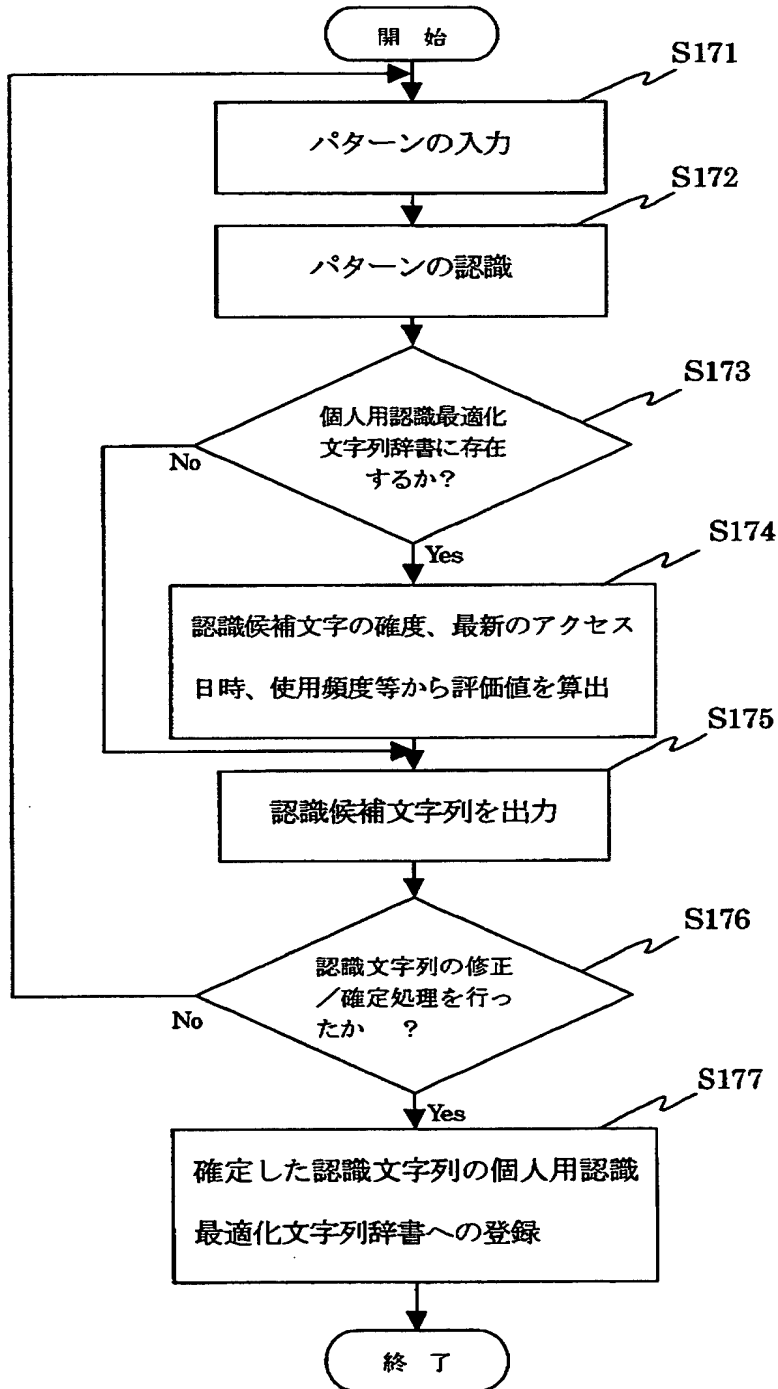 開 始
S171
パターンの入力
S172
パターンの認識
S173
個人用認識最適化
文字列辞書に存在
するか?
No
Yes
S174
認識候補文字の確度、最新のアクセス
日時、使用頻度等から評価値を算出
S175
認識候補文字列を出力
S176
認識文字列の修正
/確定処理を行っ
たか ?
No
Yes
S177
確定した認識文字列の個人用認識
最適化文字列辞書への登録
終 了